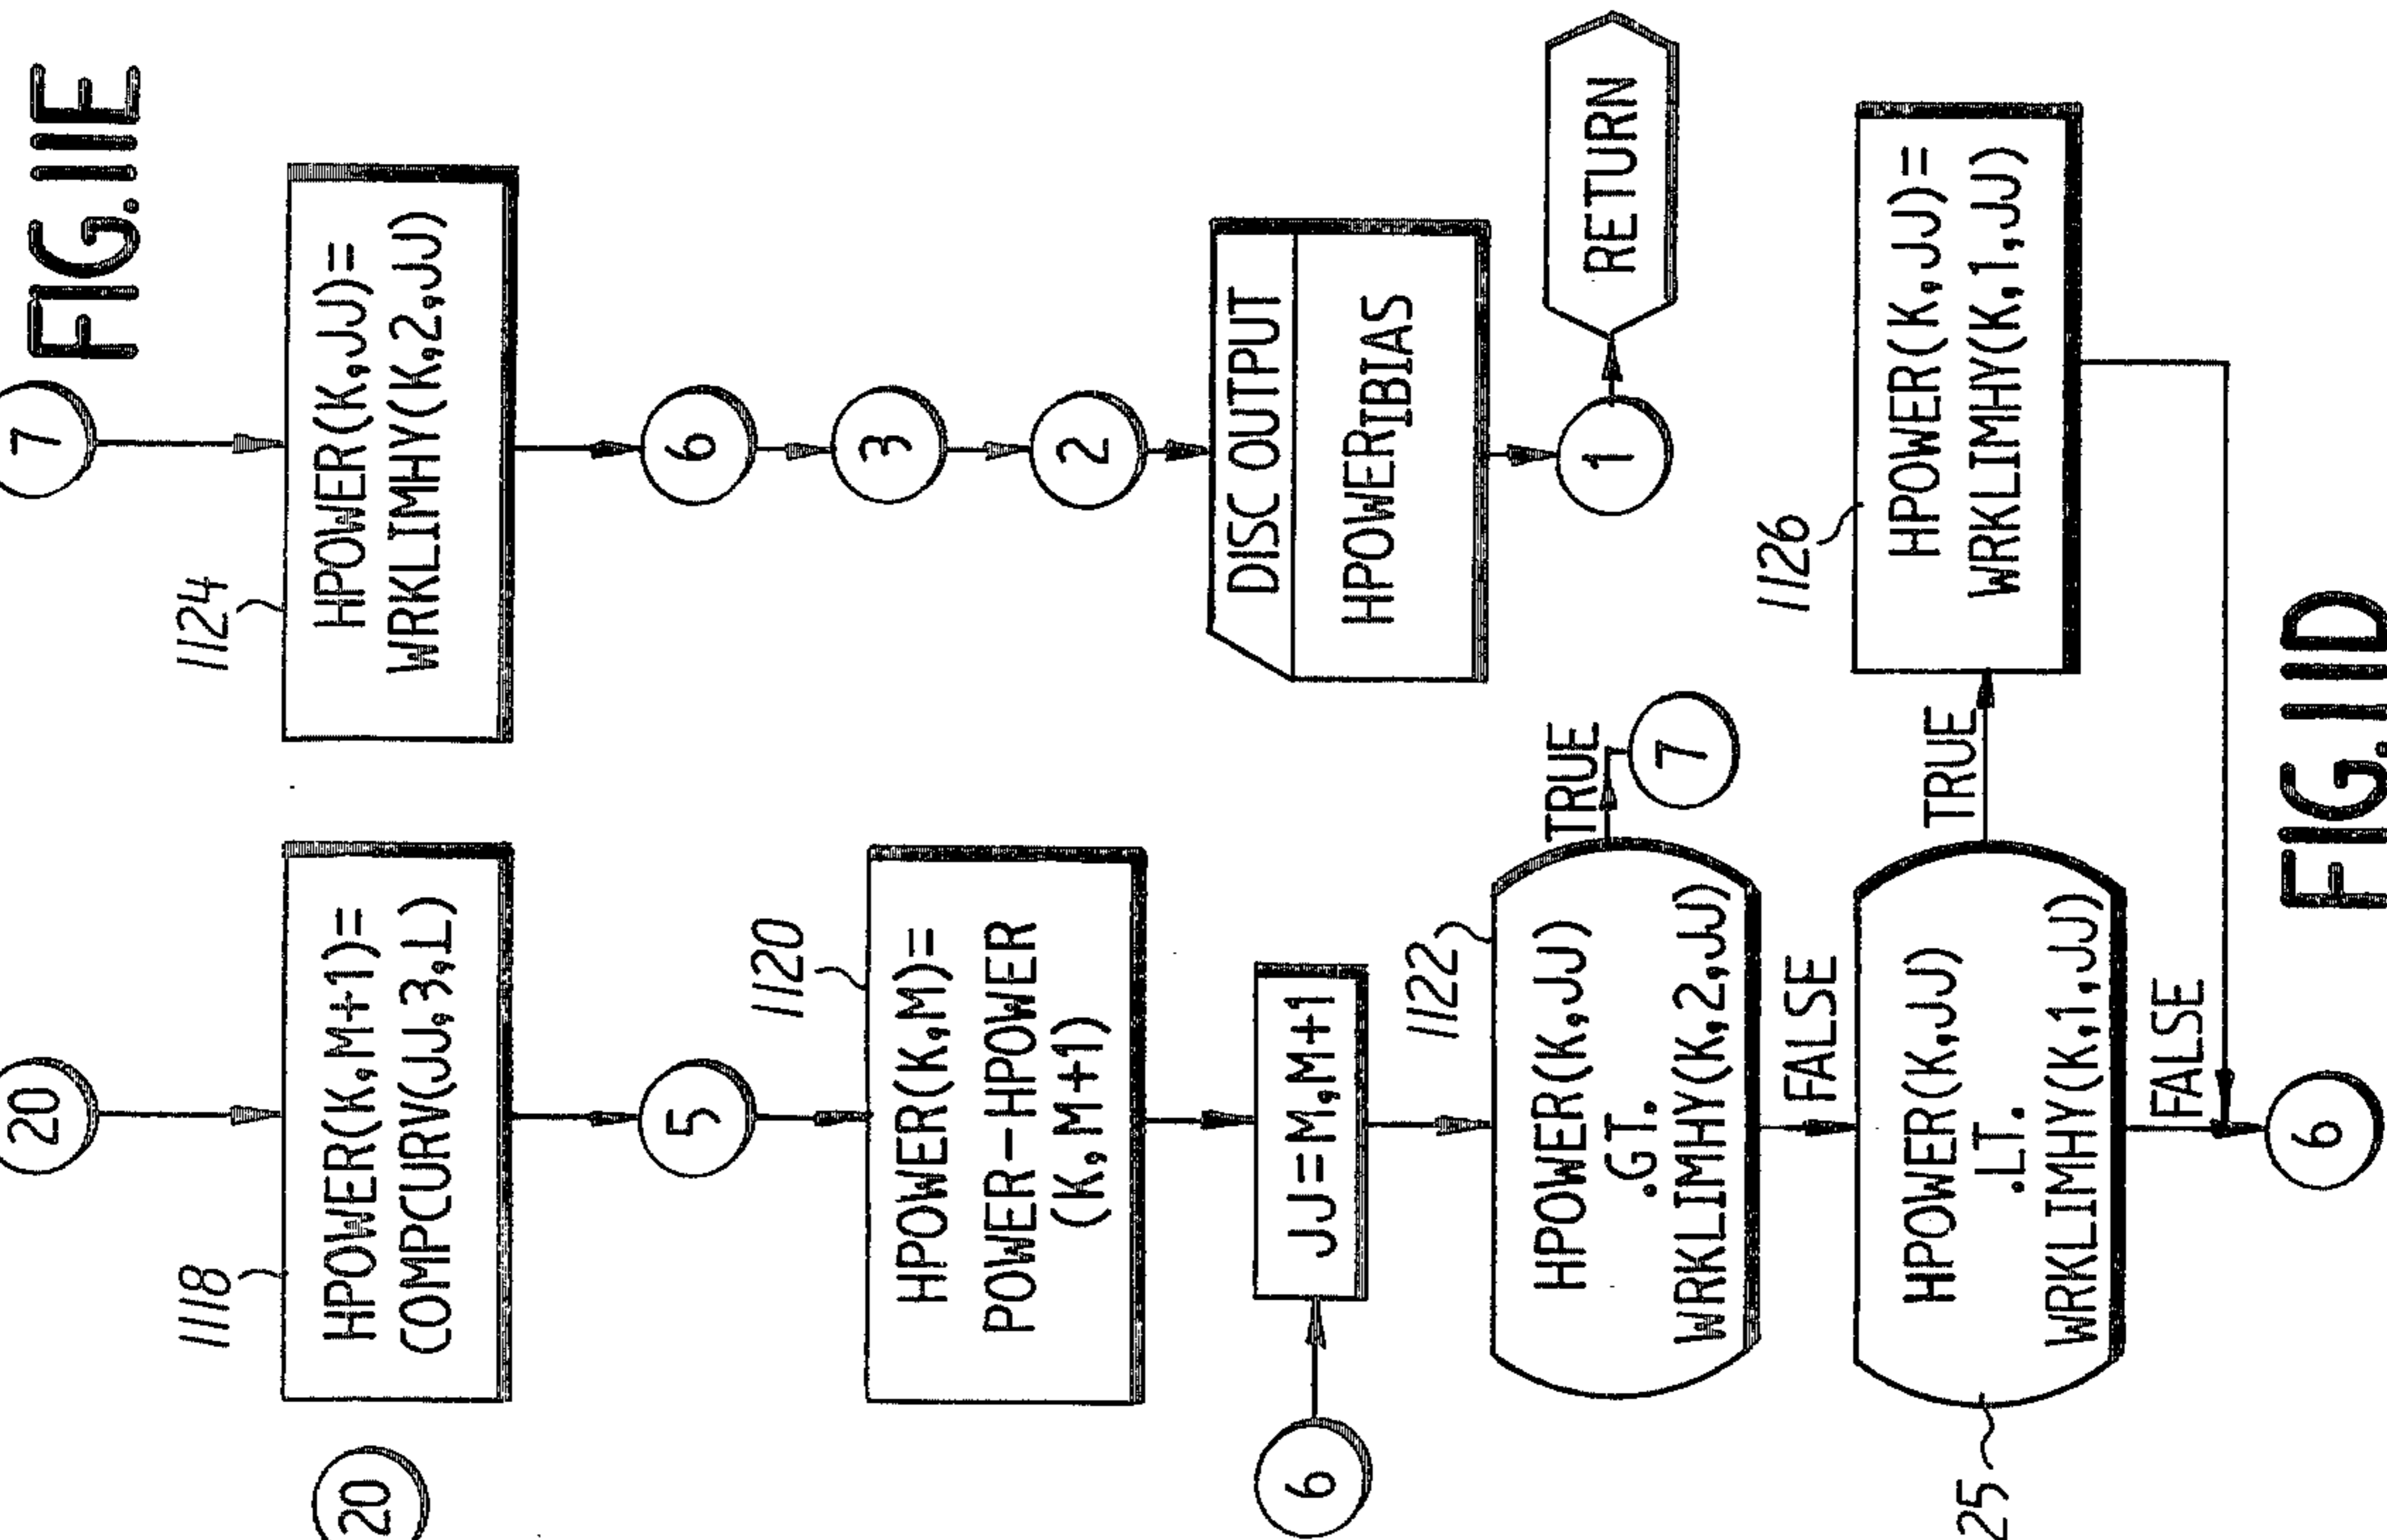 FIG. 11E
7
1124
HPOWER(K,JJ)=
WRKLIMHY(K,2,JJ)
6
3
2
DISC OUTPUT
HPOWER IBIAS
1
RETURN
20
1118
HPOWER(K,M+1)=
COMPCURV(JJ,3,L)
20
5
1120
HPOWER(K,M)=
POWER-HPOWER
(K,M+1)
JJ=M,M+1
6
1122
HPOWER(K,JJ)
.GT.
WRKLIMHY(K,2,JJ)
TRUE
7
FALSE
HPOWER(K,JJ)
.LT.
WRKLIMHY(K,1,JJ)
25
TRUE
1126
HPOWER(K,JJ)=
WRKLIMHY(K,1,JJ)
FALSE
6
FIG. 11D